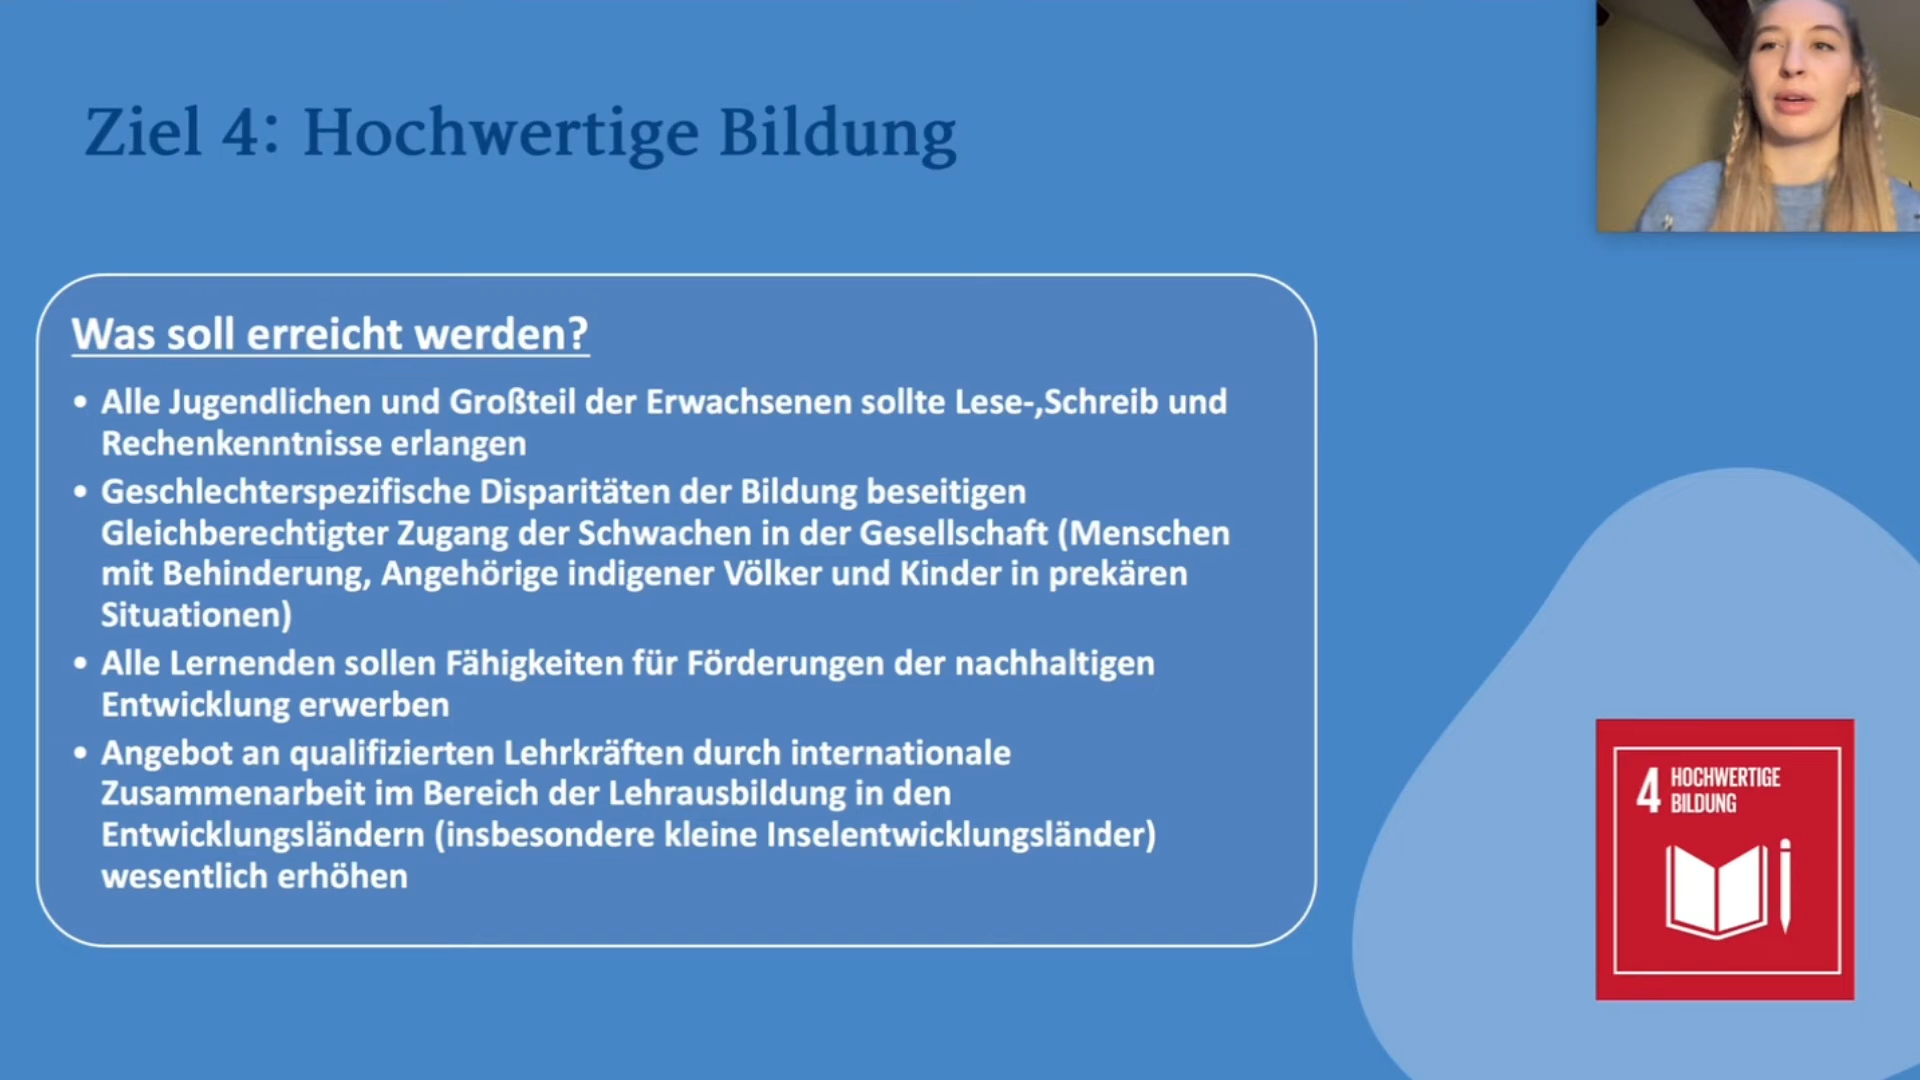 Ziel 4: Hochwertige Bildung
Was soll erreicht werden?
• Alle Jugendlichen und Großteil der Erwachsenen sollte Lese-,Schreib und
Rechenkenntnisse erlangen
• Geschlechterspezifische Disparitäten der Bildung beseitigen
Gleichberechtigter Zugang der Schwachen in der Gesellschaft (Menschen
mit Behinderung, Angehörige indigener Völker und Kinder in prekären
Situationen)
• Alle Lernenden sollen Fähigkeiten für Förderungen der nachhaltigen
Entwicklung erwerben
• Angebot an qualifizierten Lehrkräften durch internationale
Zusammenarbeit im Bereich der Lehrausbildung in den
Entwicklungsländern (insbesondere kleine Inselentwicklungsländer)
wesentlich erhöhen
4 HOCHWERTIGE
BILDUNG